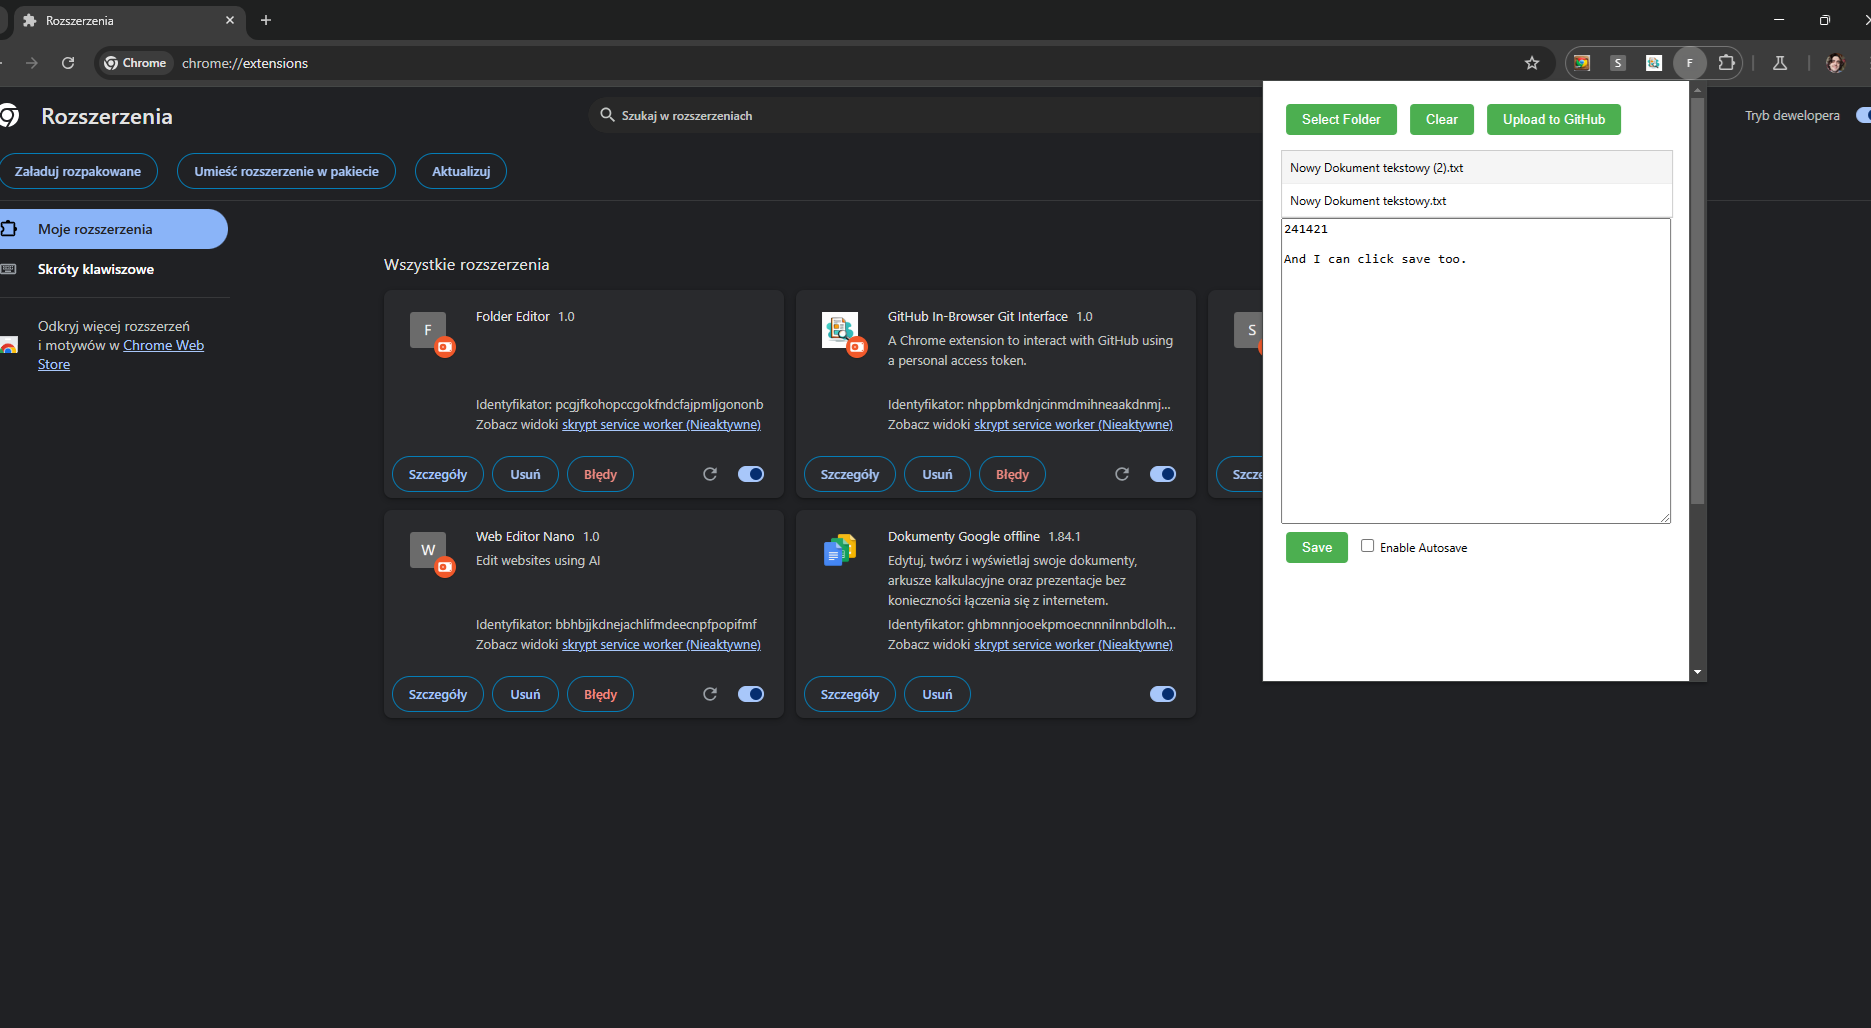 Rozszerzenia
Chrome
chrome://extensions
S
F
Rozszerzenia
Szukaj w rozszerzeniach
Tryb dewelopera
Załaduj rozpakowane
Umieść rozszerzenie w pakiecie
Aktualizuj
Moje rozszerzenia
Skróty klawiszowe
Odkryj więcej rozszerzeń
i motywów w Chrome Web
Store
Wszystkie rozszerzenia
F
Folder Editor 1.0
Identyfikator: pcgjfkohopccgokfndcfajpmljgononb
Zobacz widoki skrypt service worker (Nieaktywne)
Szczegóły
Usuń
Błędy
GitHub In-Browser Git Interface 1.0
A Chrome extension to interact with GitHub using
a personal access token.
Identyfikator: nhppbmkdnjcinmdmihneaakdnmj...
Zobacz widoki skrypt service worker (Nieaktywne)
Szczegóły
Usuń
Błędy
S
Szcze
W
Web Editor Nano 1.0
Edit websites using AI
Identyfikator: bbhbjjkdnejachlifmdeecnpfpopifmf
Zobacz widoki skrypt service worker (Nieaktywne)
Szczegóły
Usuń
Błędy
Dokumenty Google offline 1.84.1
Edytuj, twórz i wyświetlaj swoje dokumenty,
arkusze kalkulacyjne oraz prezentacje bez
konieczności łączenia się z internetem.
Identyfikator: ghbmnnjooekpmoecnnnilnnbdlolh...
Zobacz widoki skrypt service worker (Nieaktywne)
Szczegóły
Usuń
Select Folder
Clear
Upload to GitHub
Nowy Dokument tekstowy (2).txt
Nowy Dokument tekstowy.txt
241421
And I can click save too.
Save
Enable Autosave